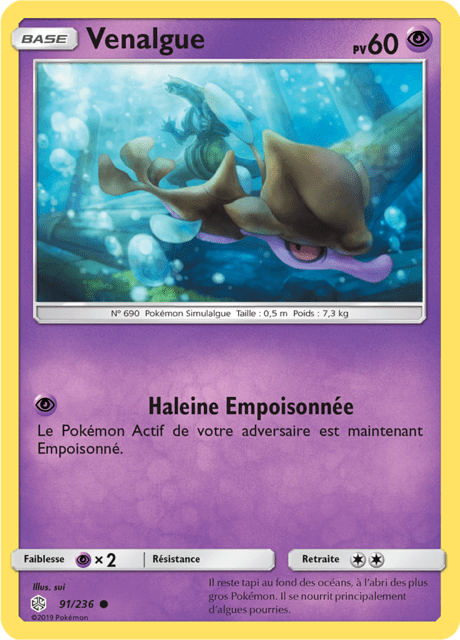 BASE Venalgue PV60
N° 690 Pokémon Simulalgue Taille : 0,5 m Poids : 7,3 kg
Haleine Empoisonnée
Le Pokémon Actif de votre adversaire est maintenant
Empoisonné.
Faiblesse ×2 Résistance Retraite
Illus. sui
91/236
©2019 Pokémon
Il reste tapi au fond des océans, à l'abri des plus
gros Pokémon. Il se nourrit principalement
d'algues pourries.